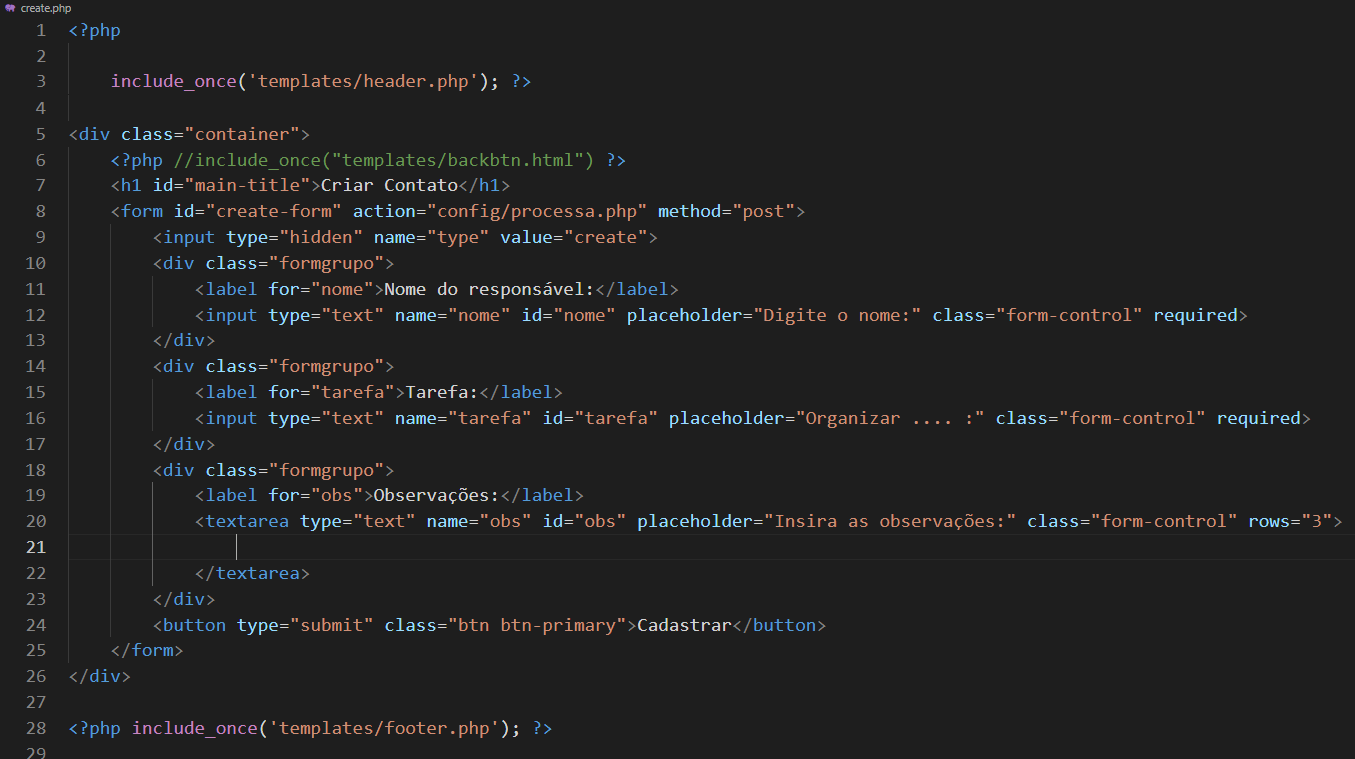 create.php
1 <?php
2
3     include_once('templates/header.php'); ?>
4
5 <div class="container">
6     <?php //include_once("templates/backbtn.html") ?>
7     <h1 id="main-title">Criar Contato</h1>
8     <form id="create-form" action="config/processa.php" method="post">
9         <input type="hidden" name="type" value="create">
10         <div class="formgrupo">
11             <label for="nome">Nome do responsável:</label>
12             <input type="text" name="nome" id="nome" placeholder="Digite o nome:" class="form-control" required>
13         </div>
14         <div class="formgrupo">
15             <label for="tarefa">Tarefa:</label>
16             <input type="text" name="tarefa" id="tarefa" placeholder="Organizar .... :" class="form-control" required>
17         </div>
18         <div class="formgrupo">
19             <label for="obs">Observações:</label>
20             <textarea type="text" name="obs" id="obs" placeholder="Insira as observações:" class="form-control" rows="3">
21
22             </textarea>
23         </div>
24         <button type="submit" class="btn btn-primary">Cadastrar</button>
25     </form>
26 </div>
27
28 <?php include_once('templates/footer.php'); ?>
29